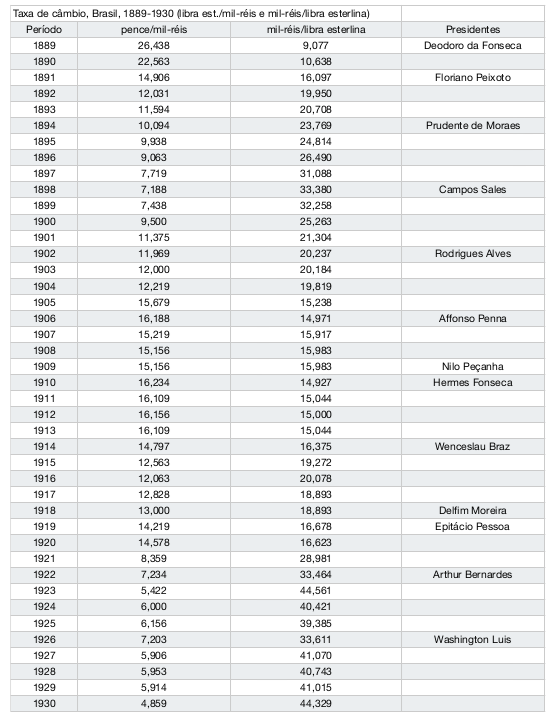 Taxa de câmbio, Brasil, 1889-1930 (libra est./mil-réis e mil-réis/libra esterlina)
Período pence/mil-réis mil-réis/libra esterlina Presidentes
1889 26,438 9,077 Deodoro da Fonseca
1890 22,563 10,638
1891 14,906 16,097 Floriano Peixoto
1892 12,031 19,950
1893 11,594 20,708
1894 10,094 23,769 Prudente de Moraes
1895 9,938 24,814
1896 9,063 26,490
1897 7,719 31,088
1898 7,188 33,380 Campos Sales
1899 7,438 32,258
1900 9,500 25,263
1901 11,375 21,304
1902 11,969 20,237 Rodrigues Alves
1903 12,000 20,184
1904 12,219 19,819
1905 15,679 15,238
1906 16,188 14,971 Affonso Penna
1907 15,219 15,917
1908 15,156 15,983
1909 15,156 15,983 Nilo Peçanha
1910 16,234 14,927 Hermes Fonseca
1911 16,109 15,044
1912 16,156 15,000
1913 16,109 15,044
1914 14,797 16,375 Wenceslau Braz
1915 12,563 19,272
1916 12,063 20,078
1917 12,828 18,893
1918 13,000 18,893 Delfim Moreira
1919 14,219 16,678 Epitácio Pessoa
1920 14,578 16,623
1921 8,359 28,981
1922 7,234 33,464 Arthur Bernardes
1923 5,422 44,561
1924 6,000 40,421
1925 6,156 39,385
1926 7,203 33,611 Washington Luis
1927 5,906 41,070
1928 5,953 40,743
1929 5,914 41,015
1930 4,859 44,329